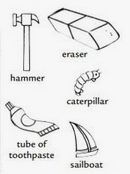 eraser
hammer
caterpillar
tube of
toothpaste
sailboat